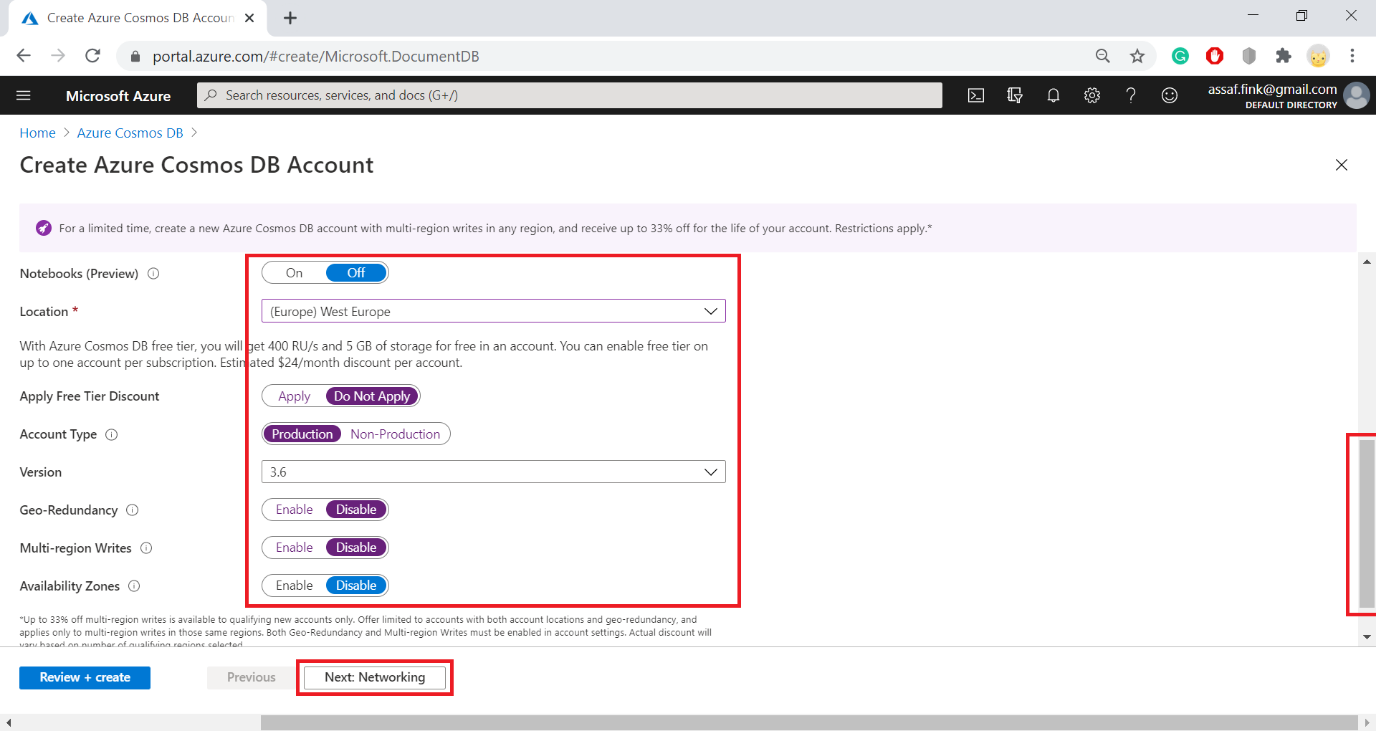 Create Azure Cosmos DB Accoun
portal.azure.com/#create/Microsoft.DocumentDB
Microsoft Azure
Search resources, services, and docs (G+/)
assaf.fink@gmail.com
DEFAULT DIRECTORY
Home > Azure Cosmos DB >
Create Azure Cosmos DB Account
For a limited time, create a new Azure Cosmos DB account with multi-region writes in any region, and receive up to 33% off for the life of your account. Restrictions apply.*
Notebooks (Preview) On Off
Location * (Europe) West Europe
With Azure Cosmos DB free tier, you will get 400 RU/s and 5 GB of storage for free in an account. You can enable free tier on
up to one account per subscription. Estimated $24/month discount per account.
Apply Free Tier Discount Apply Do Not Apply
Account Type Production Non-Production
Version 3.6
Geo-Redundancy Enable Disable
Multi-region Writes Enable Disable
Availability Zones Enable Disable
*Up to 33% off multi-region writes is available to qualifying new accounts only. Offer limited to accounts with both account locations and geo-redundancy, and
applies only to multi-region writes in those same regions. Both Geo-Redundancy and Multi-region Writes must be enabled in account settings. Actual discount will
vary based on number of qualifying regions selected.
Review + create Previous Next: Networking